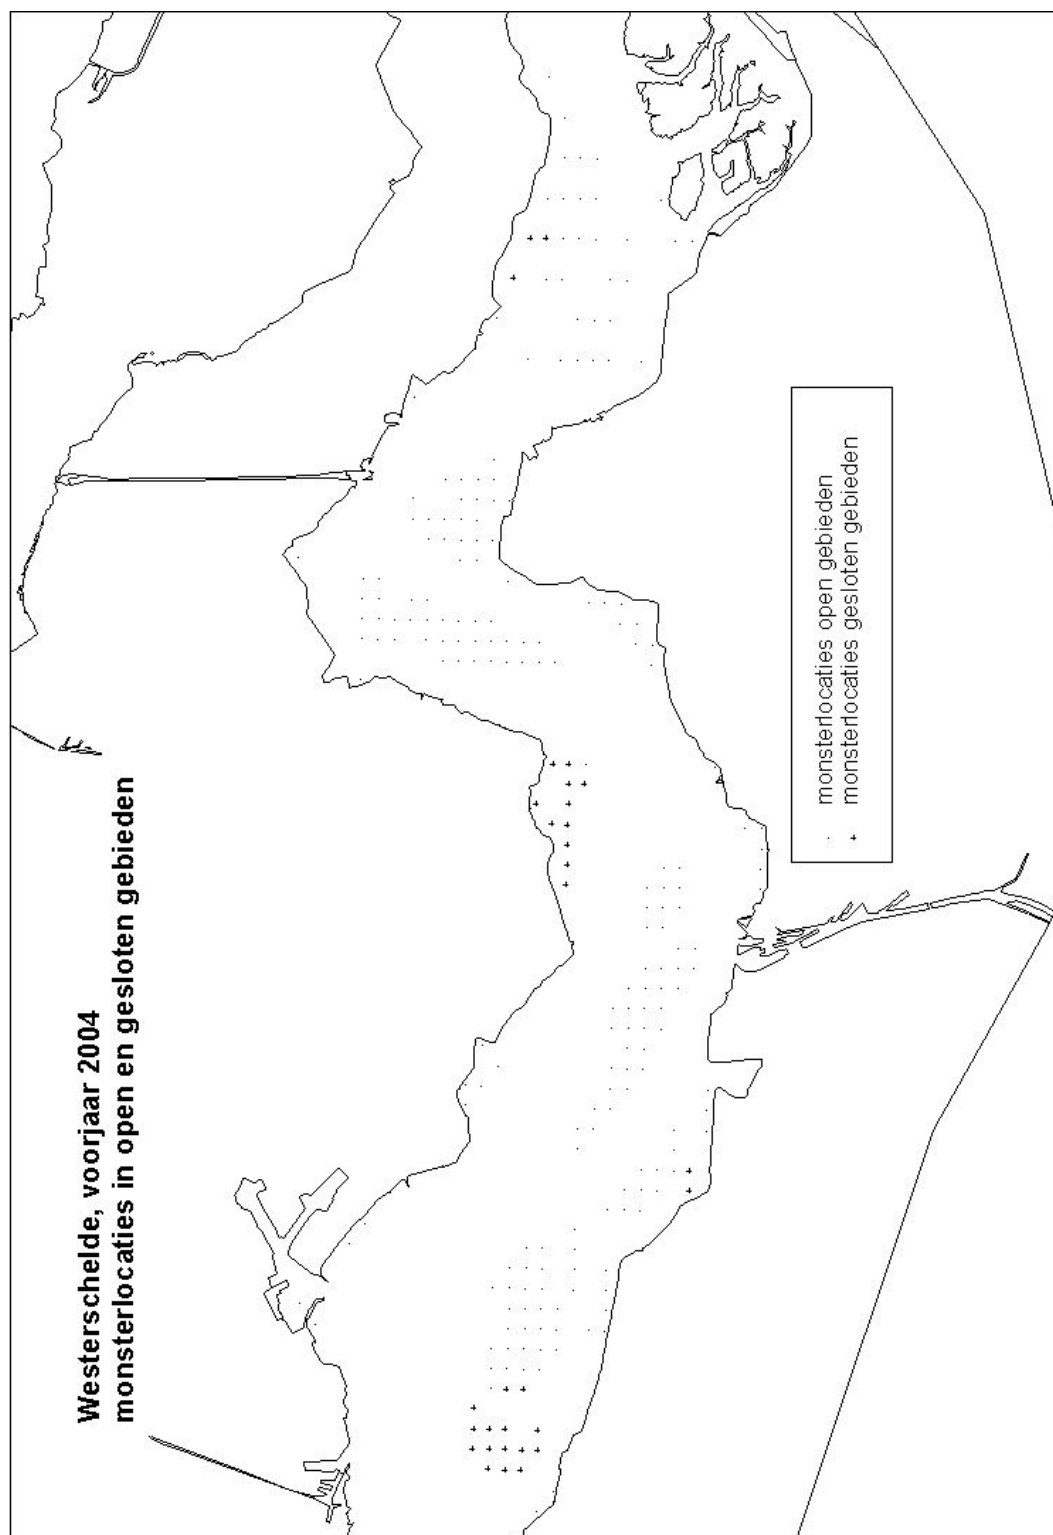 Westerschelde, voorjaar 2004
monsterlocaties in open en gesloten gebieden
monsterlocaties open gebieden
monsterlocaties gesloten gebieden